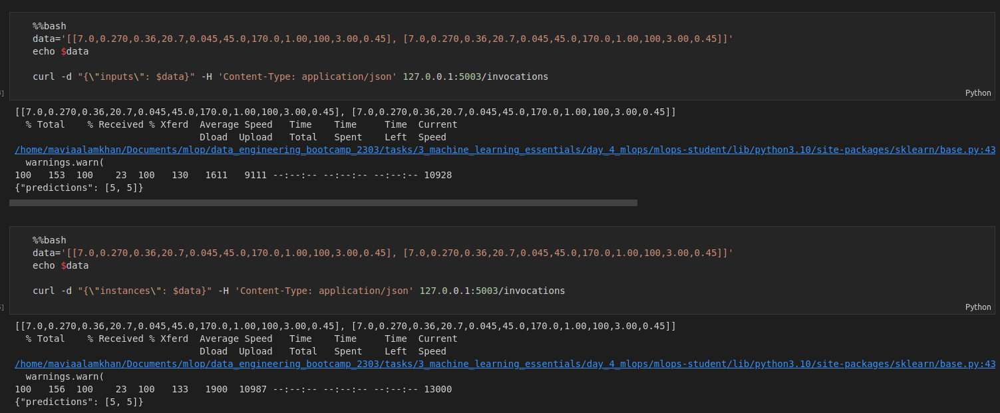 %%bash
data='[[7.0,0.270,0.36,20.7,0.045,45.0,170.0,1.00,100,3.00,0.45], [7.0,0.270,0.36,20.7,0.045,45.0,170.0,1.00,100,3.00,0.45]]'
echo $data
curl -d "{\"inputs\": $data}" -H 'Content-Type: application/json' 127.0.0.1:5003/invocations
Python
[[7.0,0.270,0.36,20.7,0.045,45.0,170.0,1.00,100,3.00,0.45], [7.0,0.270,0.36,20.7,0.045,45.0,170.0,1.00,100,3.00,0.45]]
% Total % Received % Xferd Average Speed Time Time Time Current
Dload Upload Total Spent Left Speed
/home/maviaalamkhan/Documents/mlop/data_engineering_bootcamp_2303/tasks/3_machine_learning_essentials/day_4_mlops/mlops-student/lib/python3.10/site-packages/sklearn/base.py:43
warnings.warn(
100 153 100 23 100 130 1611 9111 --:--:-- --:--:-- --:--:-- 10928
{"predictions": [5, 5]}
%%bash
data='[[7.0,0.270,0.36,20.7,0.045,45.0,170.0,1.00,100,3.00,0.45], [7.0,0.270,0.36,20.7,0.045,45.0,170.0,1.00,100,3.00,0.45]]'
echo $data
curl -d "{\"instances\": $data}" -H 'Content-Type: application/json' 127.0.0.1:5003/invocations
Python
[[7.0,0.270,0.36,20.7,0.045,45.0,170.0,1.00,100,3.00,0.45], [7.0,0.270,0.36,20.7,0.045,45.0,170.0,1.00,100,3.00,0.45]]
% Total % Received % Xferd Average Speed Time Time Time Current
Dload Upload Total Spent Left Speed
/home/maviaalamkhan/Documents/mlop/data_engineering_bootcamp_2303/tasks/3_machine_learning_essentials/day_4_mlops/mlops-student/lib/python3.10/site-packages/sklearn/base.py:43
warnings.warn(
100 156 100 23 100 133 1900 10987 --:--:-- --:--:-- --:--:-- 13000
{"predictions": [5, 5]}